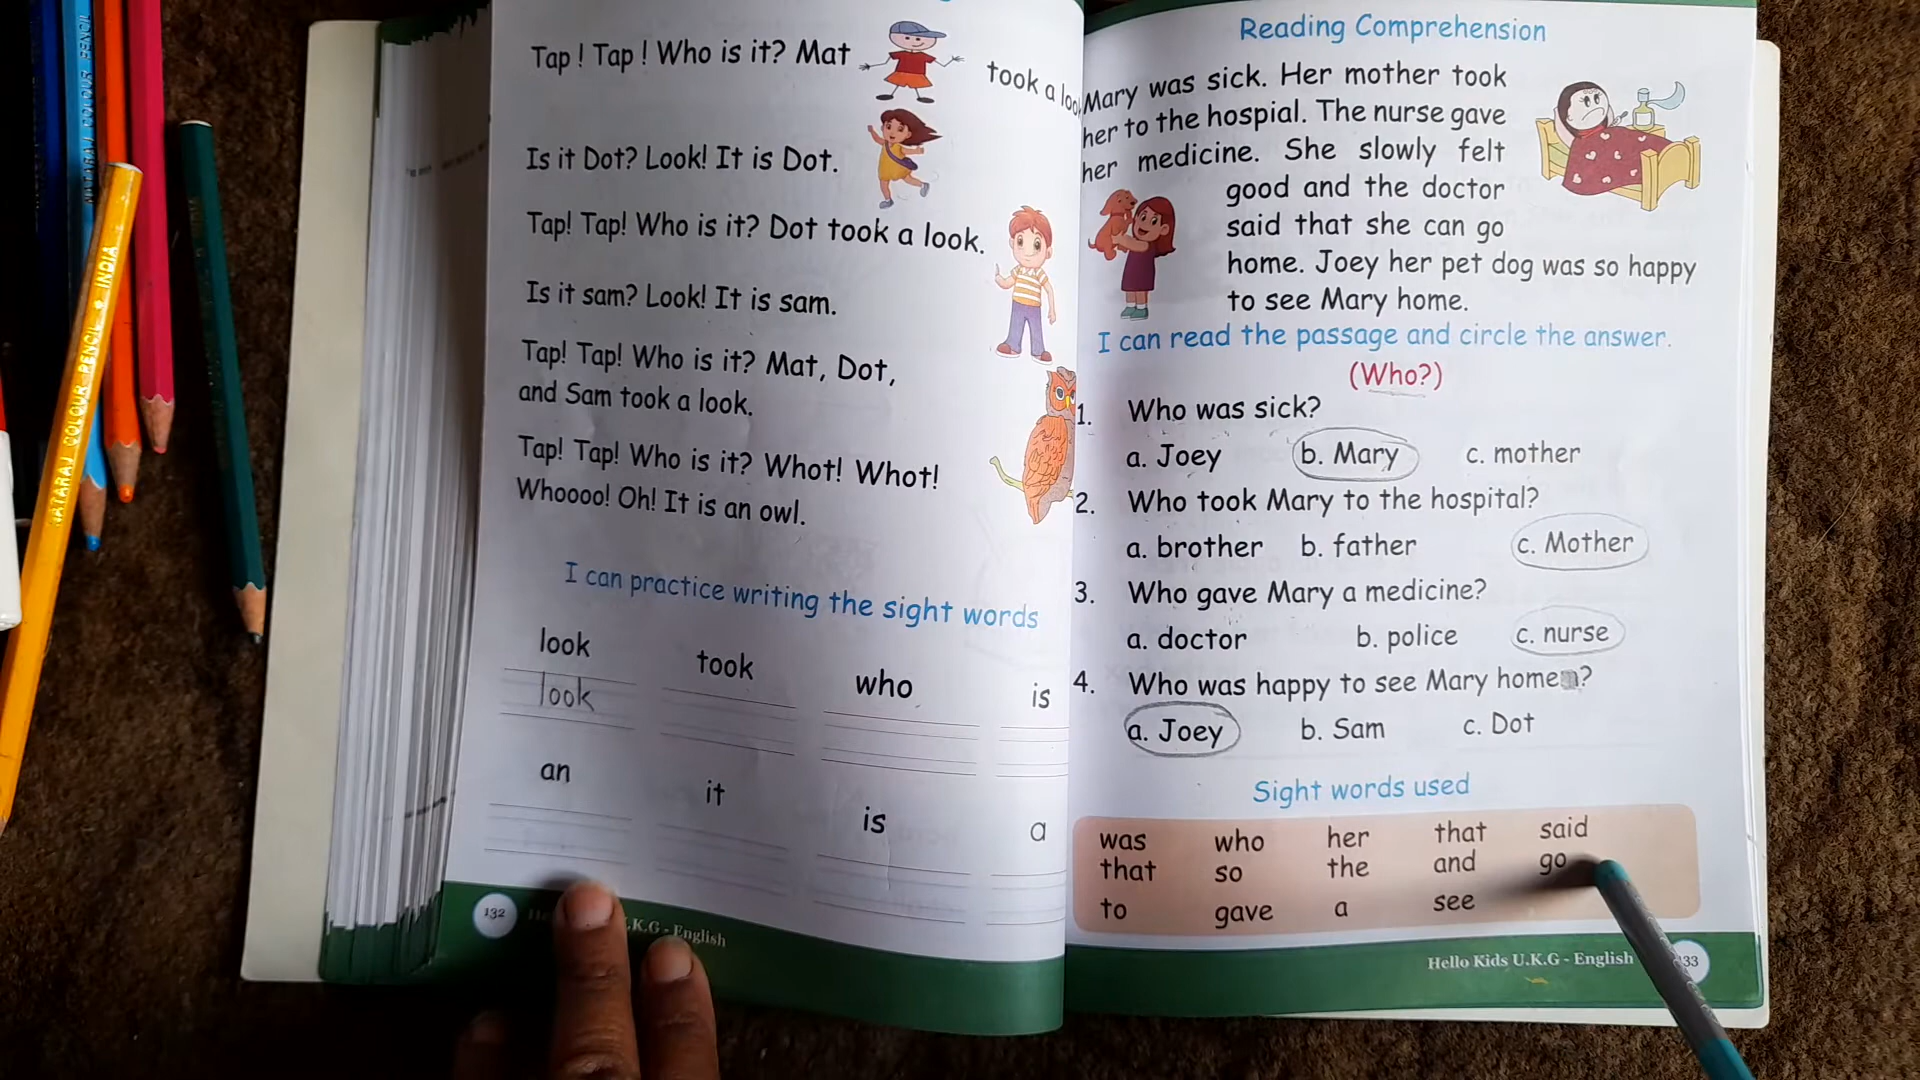 Tap ! Tap ! Who is it? Mat
took a look
Is it Dot? Look! It is Dot.
Tap! Tap! Who is it? Dot took a look.
Is it sam? Look! It is sam.
Tap! Tap! Who is it? Mat, Dot,
and Sam took a look.
Tap! Tap! Who is it? Whot! Whot!
Whoooo! Oh! It is an owl.
I can practice writing the sight words
look took who is
look
an it is a
132 U.K.G - English
Reading Comprehension
Mary was sick. Her mother took
her to the hospial. The nurse gave
her medicine. She slowly felt
good and the doctor
said that she can go
home. Joey her pet dog was so happy
to see Mary home.
I can read the passage and circle the answer.
(Who?)
1. Who was sick?
a. Joey b. Mary c. mother
2. Who took Mary to the hospital?
a. brother b. father c. Mother
3. Who gave Mary a medicine?
a. doctor b. police c. nurse
4. Who was happy to see Mary home?
a. Joey b. Sam c. Dot
Sight words used
was who her that said
that so the and go
to gave a see
Hello Kids U.K.G - English 33
NATARAJ COLOUR PENCIL INDIA
NATARAJ COLOUR PENCIL